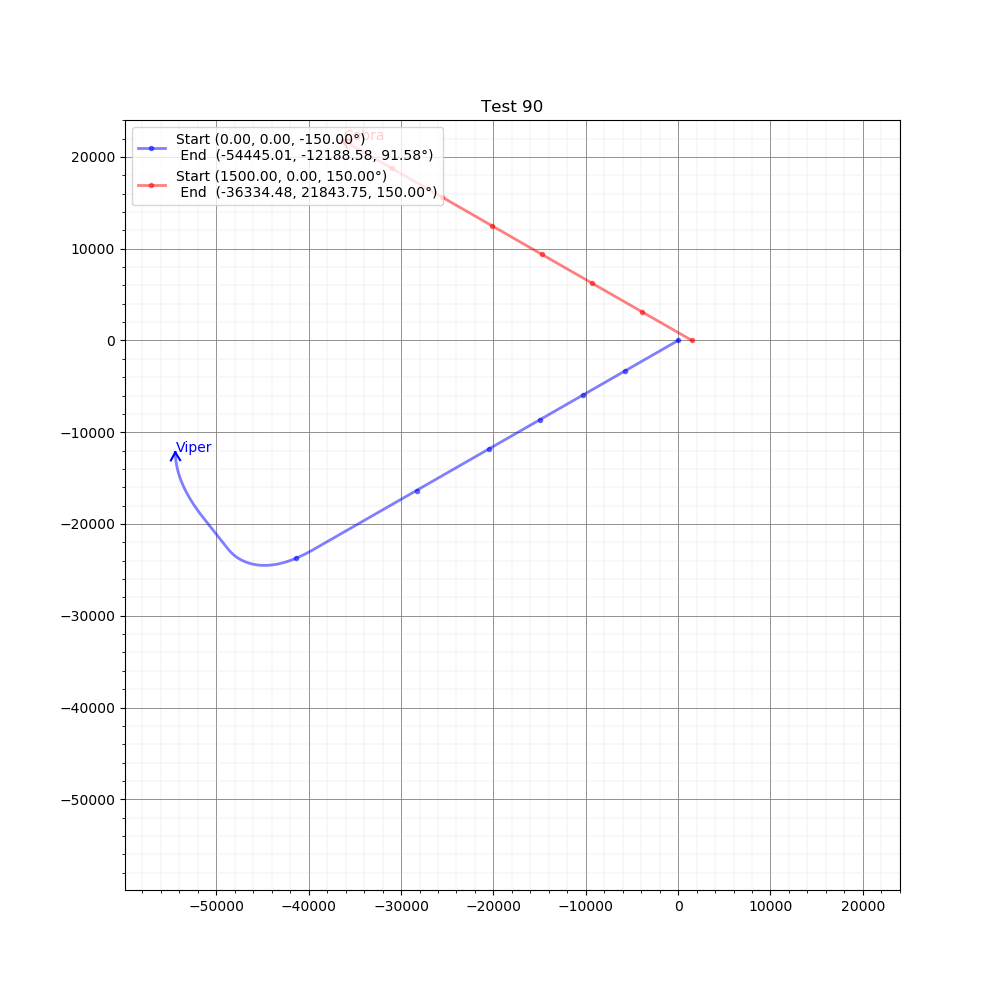 Test 90
Cobra
Start (0.00, 0.00, -150.00°)
End (-54445.01, -12188.58, 91.58°)
Start (1500.00, 0.00, 150.00°)
End (-36334.48, 21843.75, 150.00°)
20000
10000
0
−10000
Viper
−20000
−30000
−40000
−50000
−50000 −40000 −30000 −20000 −10000 0 10000 20000